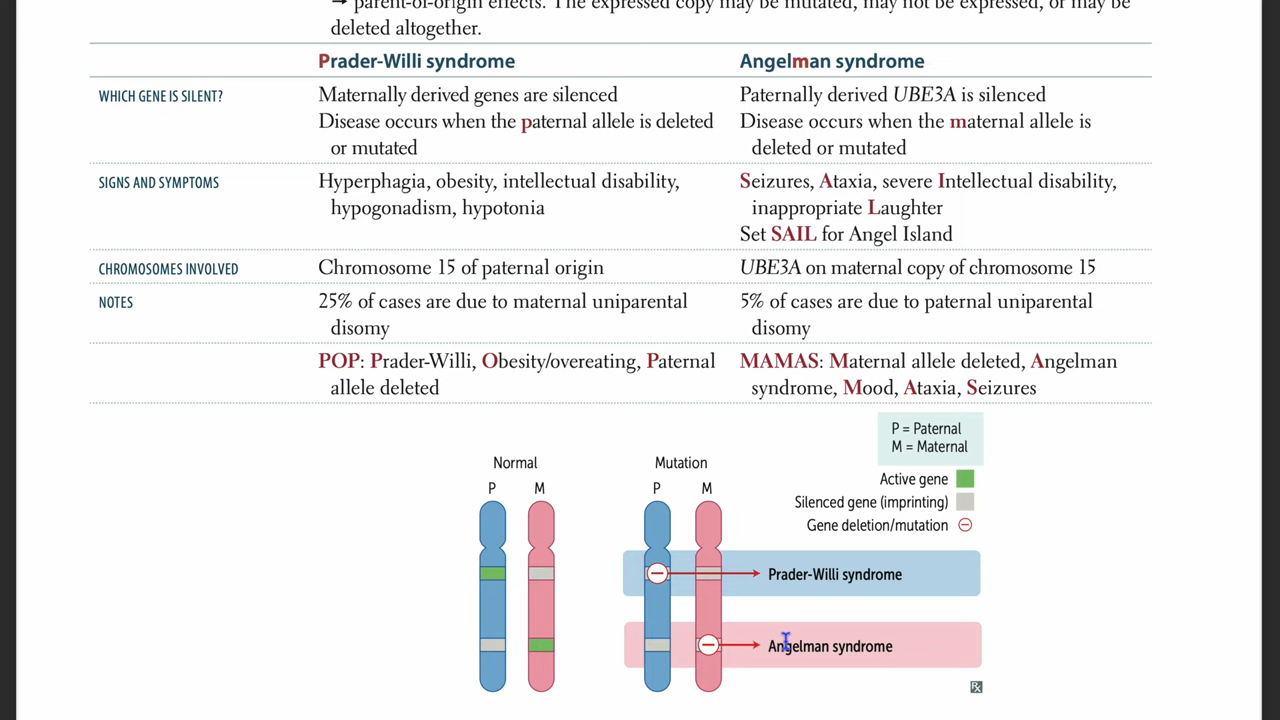 → parent-of-origin effects. The expressed copy may be mutated, may not be expressed, or may be
deleted altogether.
Prader-Willi syndrome
Angelman syndrome
WHICH GENE IS SILENT?
Maternally derived genes are silenced
Disease occurs when the paternal allele is deleted
or mutated
Paternally derived UBE3A is silenced
Disease occurs when the maternal allele is
deleted or mutated
SIGNS AND SYMPTOMS
Hyperphagia, obesity, intellectual disability,
hypogonadism, hypotonia
Seizures, Ataxia, severe Intellectual disability,
inappropriate Laughter
Set SAIL for Angel Island
CHROMOSOMES INVOLVED
Chromosome 15 of paternal origin
UBE3A on maternal copy of chromosome 15
NOTES
25% of cases are due to maternal uniparental
disomy
5% of cases are due to paternal uniparental
disomy
POP: Prader-Willi, Obesity/overeating, Paternal
allele deleted
MAMAS: Maternal allele deleted, Angelman
syndrome, Mood, Ataxia, Seizures
P = Paternal
M = Maternal
Normal
Mutation
P
M
P
M
Active gene
Silenced gene (imprinting)
Gene deletion/mutation
Prader-Willi syndrome
Angelman syndrome
Rx